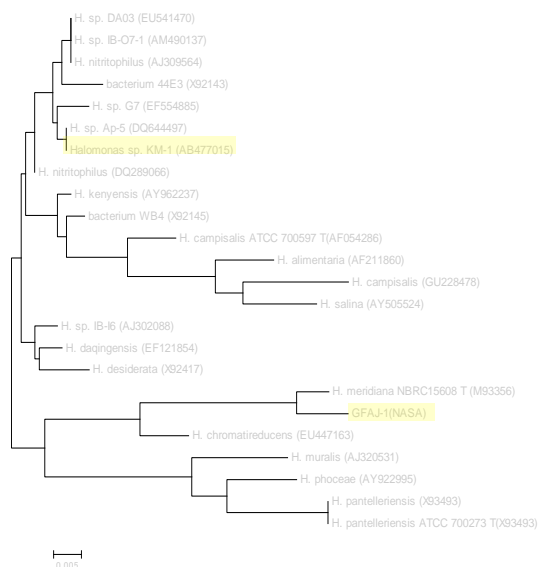 H. sp. DA03 (EU541470)
H. sp. IB-O7-1 (AM490137)
H. nitritophilus (AJ309564)
bacterium 44E3 (X92143)
H. sp. G7 (EF554885)
H. sp. Ap-5 (DQ644497)
Halomonas sp. KM-1 (AB477015)
H. nitritophilus (DQ289066)
H. kenyensis (AY962237)
bacterium WB4 (X92145)
H. campisalis ATCC 700597 T(AF054286)
H. alimentaria (AF211860)
H. campisalis (GU228478)
H. salina (AY505524)
H. sp. IB-I6 (AJ302088)
H. daqingensis (EF121854)
H. desiderata (X92417)
H. meridiana NBRC15608 T (M93356)
GFAJ-1(NASA)
H. chromatireducens (EU447163)
H. muralis (AJ320531)
H. phoceae (AY922995)
H. pantelleriensis (X93493)
H. pantelleriensis ATCC 700273 T(X93493)
0.005